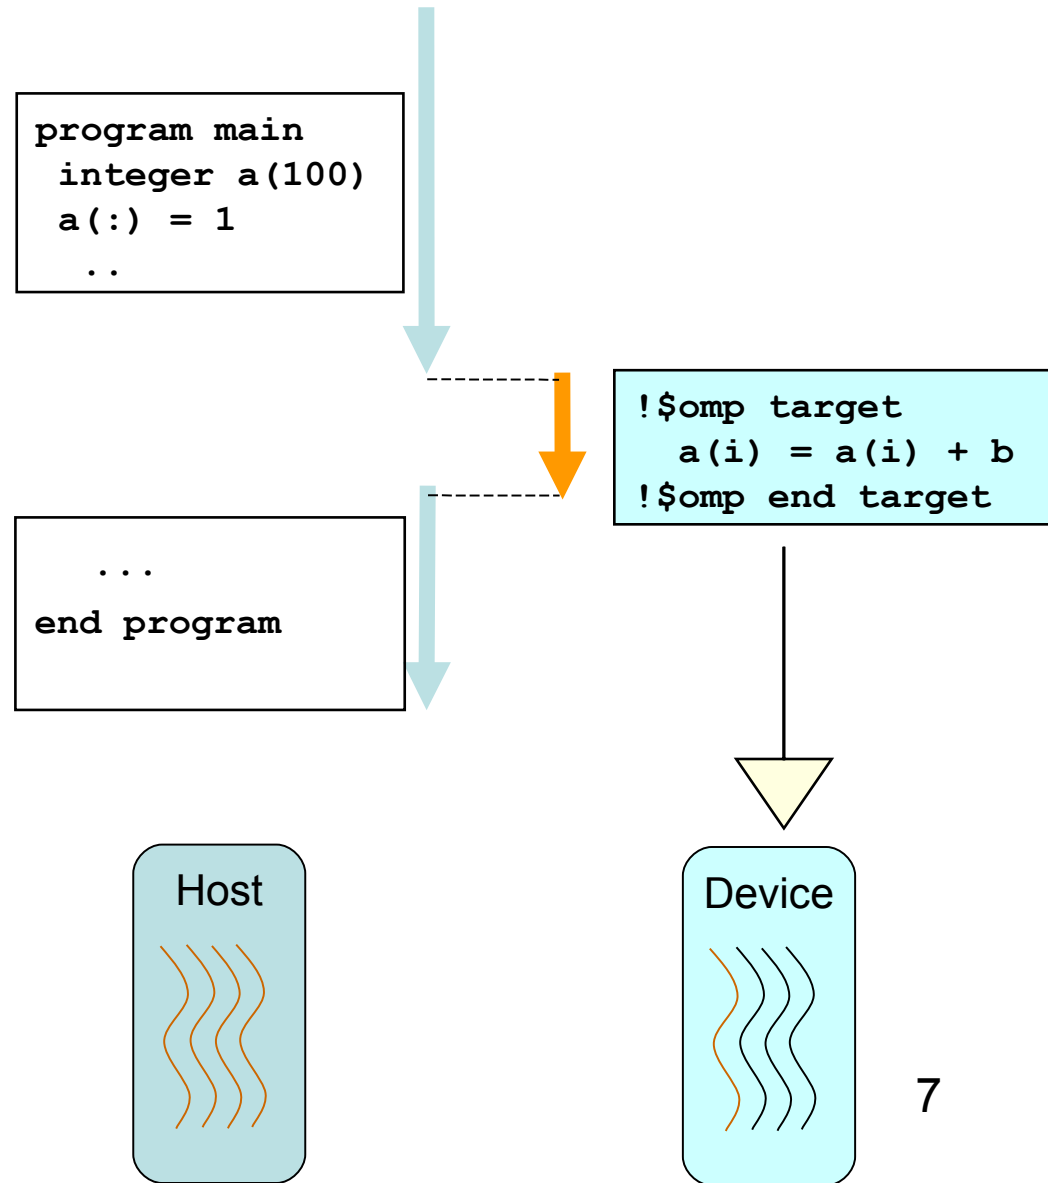 program main
integer a(100)
a(:) = 1
..
!$omp target
a(i) = a(i) + b
!$omp end target
...
end program
Host
Device
7